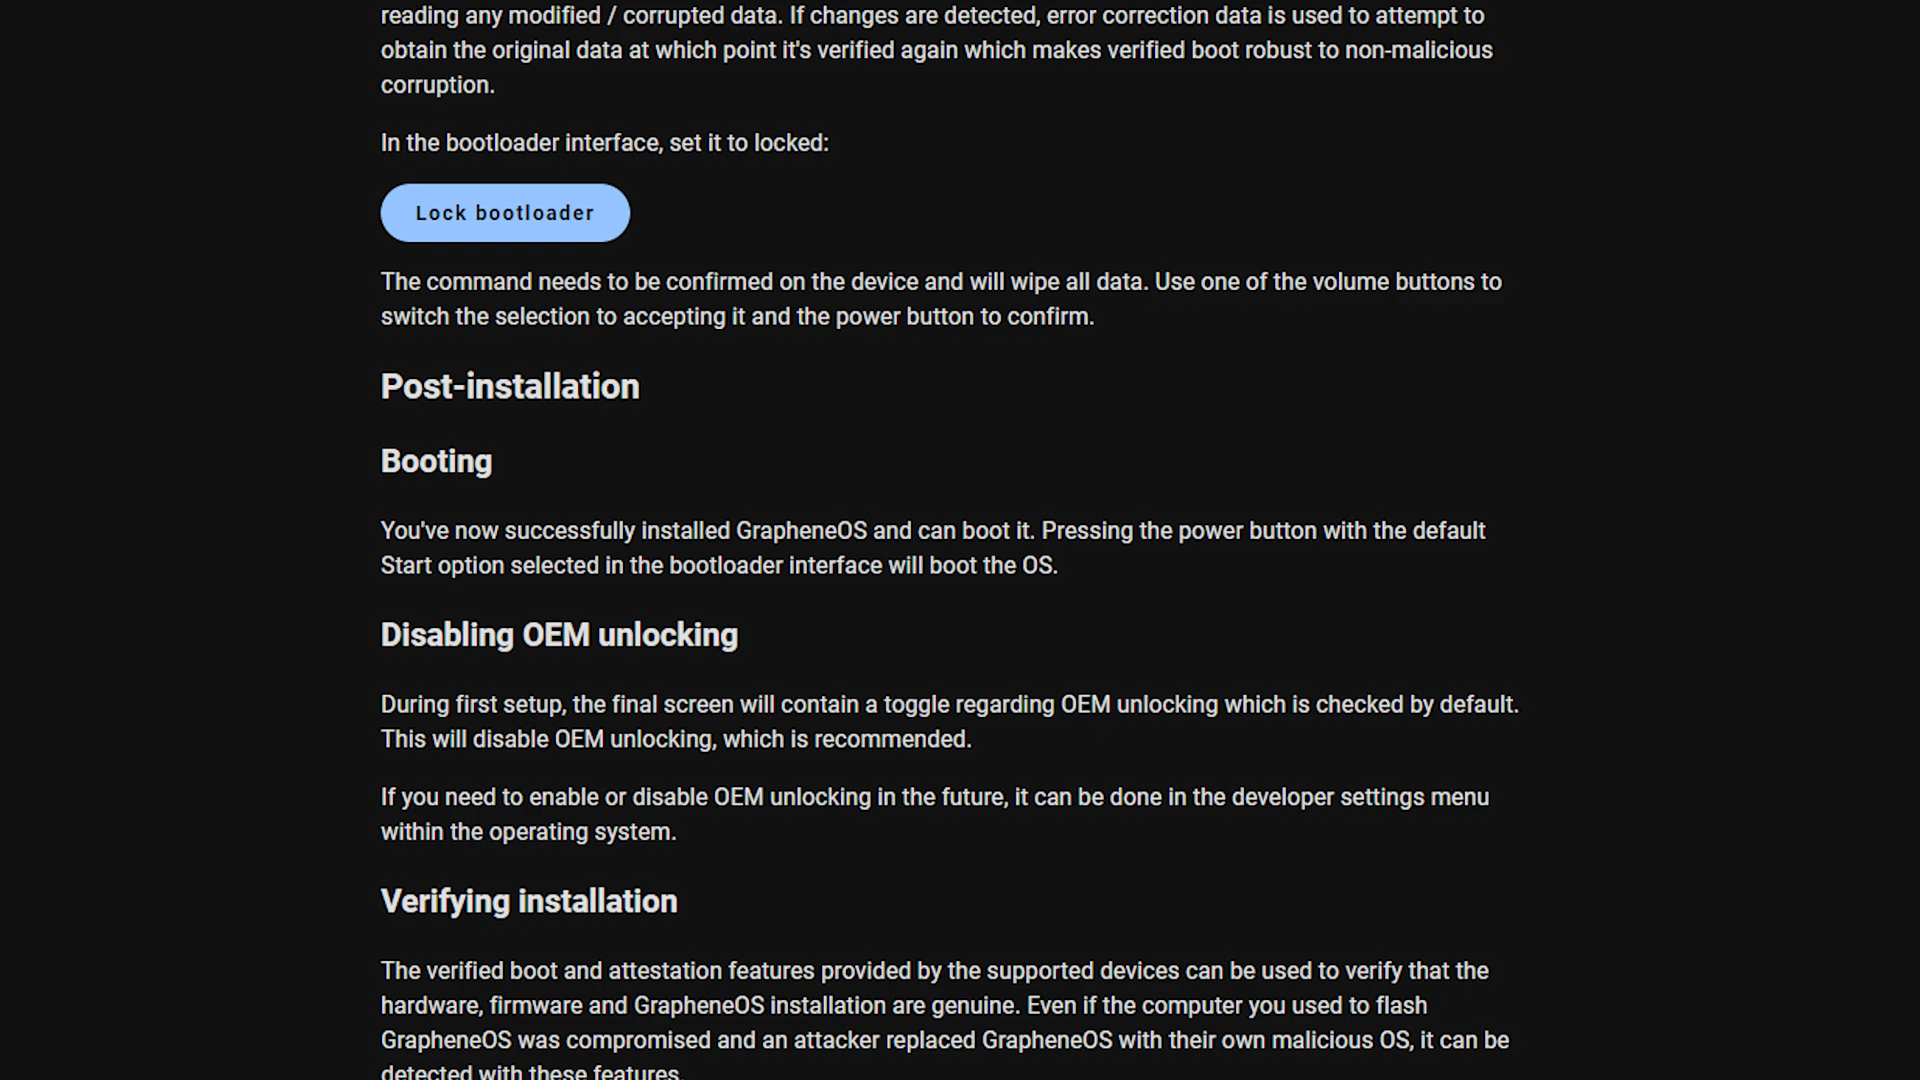 reading any modified / corrupted data. If changes are detected, error correction data is used to attempt to
obtain the original data at which point it's verified again which makes verified boot robust to non-malicious
corruption.
In the bootloader interface, set it to locked:
Lock bootloader
The command needs to be confirmed on the device and will wipe all data. Use one of the volume buttons to
switch the selection to accepting it and the power button to confirm.
Post-installation
Booting
You've now successfully installed GrapheneOS and can boot it. Pressing the power button with the default
Start option selected in the bootloader interface will boot the OS.
Disabling OEM unlocking
During first setup, the final screen will contain a toggle regarding OEM unlocking which is checked by default.
This will disable OEM unlocking, which is recommended.
If you need to enable or disable OEM unlocking in the future, it can be done in the developer settings menu
within the operating system.
Verifying installation
The verified boot and attestation features provided by the supported devices can be used to verify that the
hardware, firmware and GrapheneOS installation are genuine. Even if the computer you used to flash
GrapheneOS was compromised and an attacker replaced GrapheneOS with their own malicious OS, it can be
detected with these features.